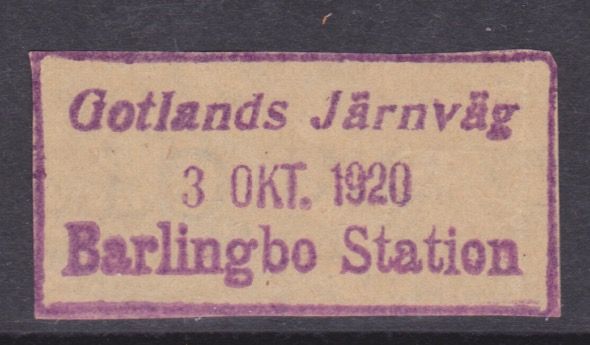 Gotlands Järnväg
3 OKT. 1920
Barlingbo Station